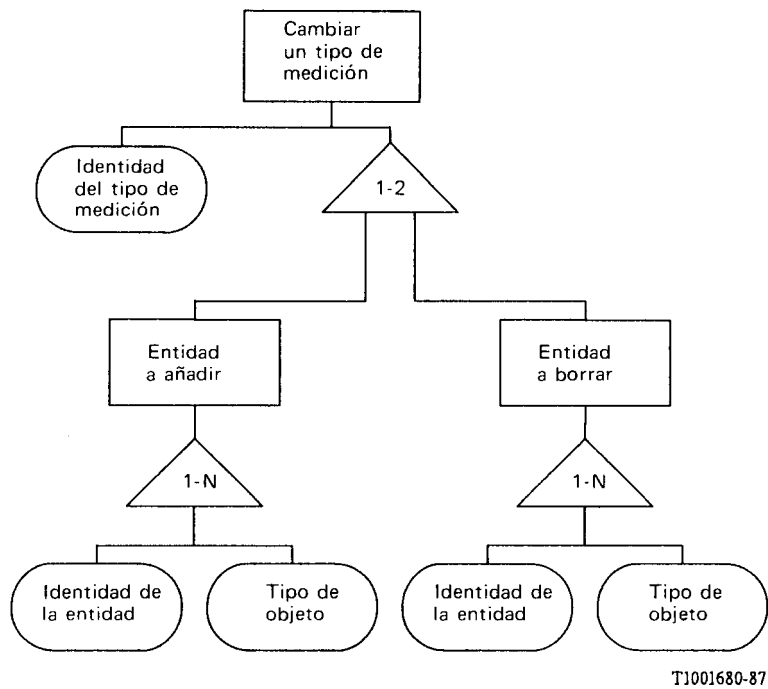 Cambiar
un tipo de
medición
Identidad
del tipo de
medición
1-2
Entidad
a añadir
Entidad
a borrar
1-N
1-N
Identidad de
la entidad
Tipo de
objeto
Identidad de
la entidad
Tipo de
objeto
T1001680-87